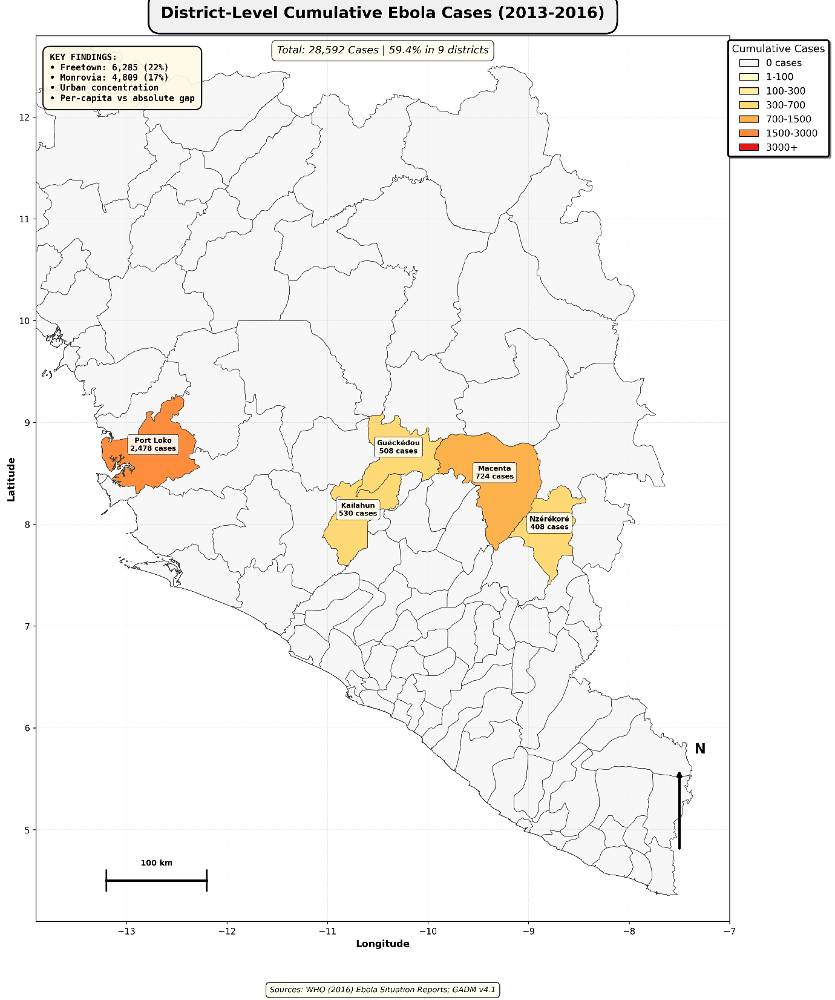 District-Level Cumulative Ebola Cases (2013-2016)
Total: 28,592 Cases | 59.4% in 9 districts
KEY FINDINGS:
• Freetown: 6,285 (22%)
• Monrovia: 4,809 (17%)
• Urban concentration
• Per-capita vs absolute gap
Cumulative Cases
0 cases
1-100
100-300
300-700
700-1500
1500-3000
3000+
12
11
10
9
8
7
6
5
Latitude
Port Loko
2,478 cases
Guéckédou
508 cases
Macenta
724 cases
Kailahun
530 cases
Nzérékoré
408 cases
N
100 km
−13
−12
−11
−10
−9
−8
−7
Longitude
Sources: WHO (2016) Ebola Situation Reports; GADM v4.1